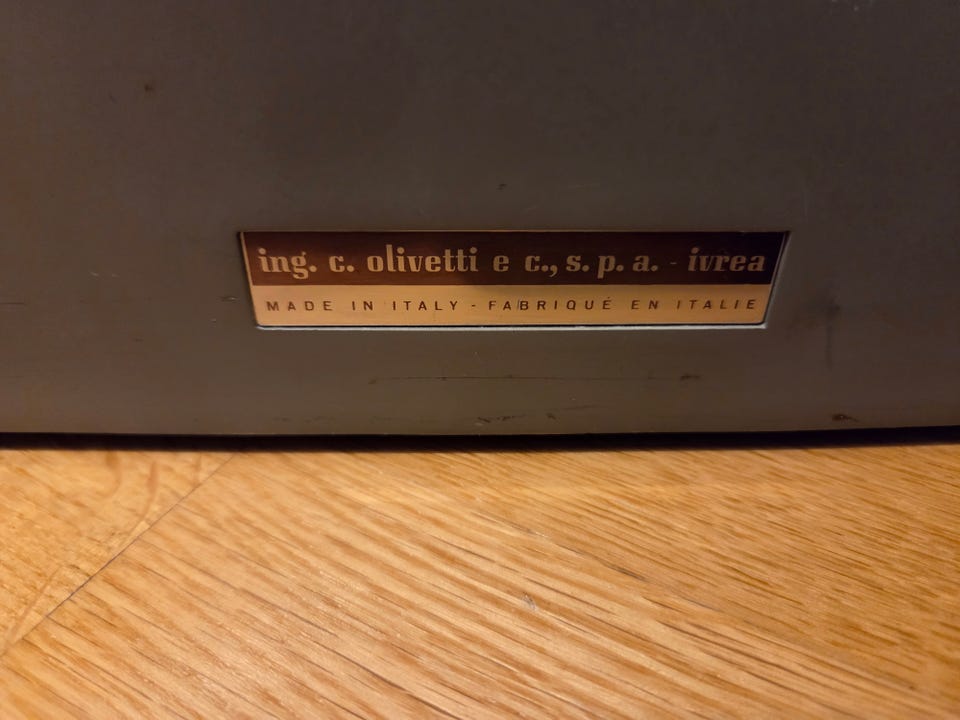 ing. c. olivetti e c., s. p. a. - ivrea
MADE IN ITALY - FABRIQUÉ EN ITALIE